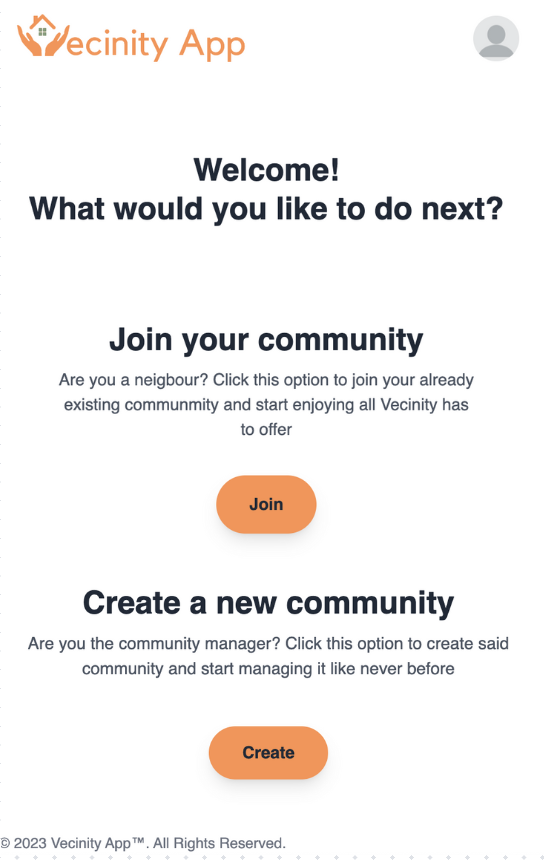 Vecinity App
Welcome!
What would you like to do next?
Join your community
Are you a neigbour? Click this option to join your already
existing communmity and start enjoying all Vecinity has
to offer
Join
Create a new community
Are you the community manager? Click this option to create said
community and start managing it like never before
Create
© 2023 Vecinity App™. All Rights Reserved.